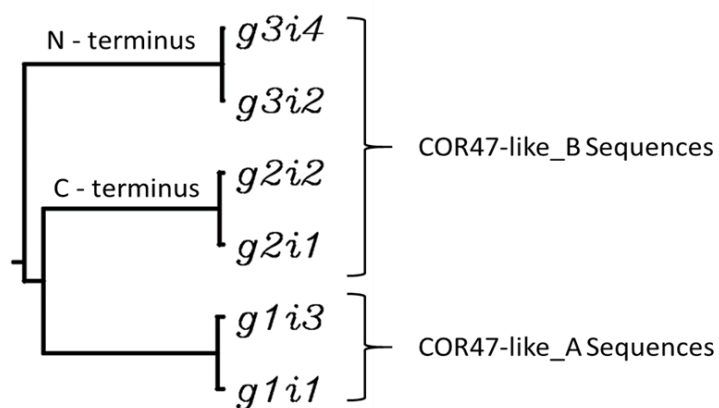 N - terminus
g3i4
g3i2
COR47-like_B Sequences
C - terminus
g2i2
g2i1
g1i3
COR47-like_A Sequences
g1i1